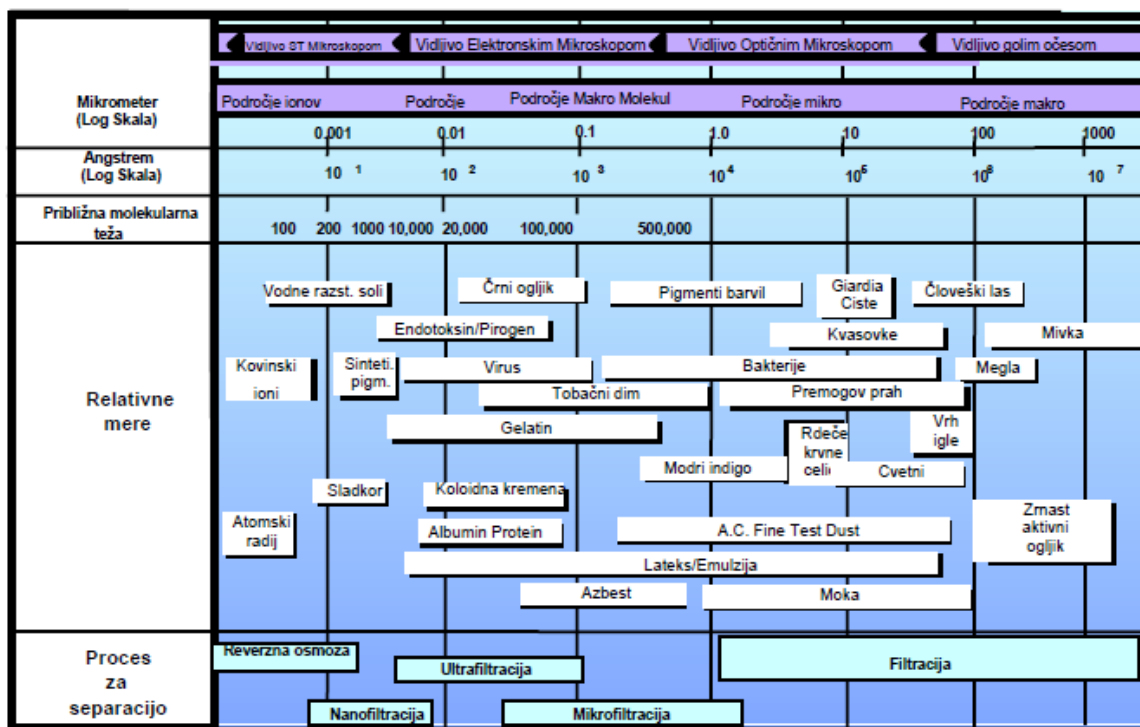 Vidljivo ST Mikroskopom
Vidljivo Elektronskim Mikroskopom
Vidljivo Optičnim Mikroskopom
Vidljivo golim očesom
Mikrometer
(Log Skala)
Področje ionov
Področje
Področje Makro Molekul
Področje mikro
Področje makro
0.001 0.01 0.1 1.0 10 100 1000
Angstrem
(Log Skala)
10 1 10 2 10 3 10 4 10 5 10 6 10 7
Približna molekularna
teža
100 200 1000 10,000 20,000 100,000 500,000
Relativne
mere
Vodne razst. soli
Črni ogljik
Pigmenti barvil
Giardia
Ciste
Človeški las
Endotoksin/Pirogen
Kvasovke
Mivka
Kovinski
ioni
Sinteti.
pigm.
Virus
Bakterije
Megla
Tobačni dim
Premogov prah
Gelatin
Rdeče
krvne
celic
Vrh
igle
Modri indigo
Cvetni
Sladkor
Koloidna kremena
Atomski
radij
Albumin Protein
A.C. Fine Test Dust
Zrnast
aktivni
ogljik
Lateks/Emulzija
Azbest
Moka
Proces
za
separacijo
Reverzna osmoza
Ultrafiltracija
Filtracija
Nanofiltracija
Mikrofiltracija